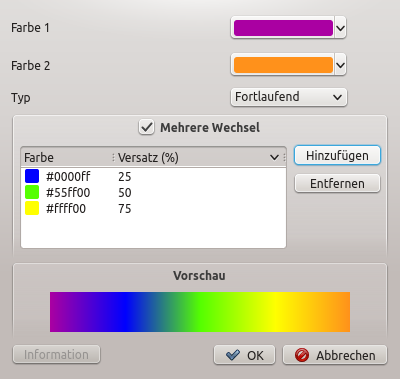 Farbe 1
Farbe 2
Typ Fortlaufend
Mehrere Wechsel
Farbe Versatz (%)
#0000ff 25
#55ff00 50
#ffff00 75
Hinzufügen
Entfernen
Vorschau
Information OK Abbrechen